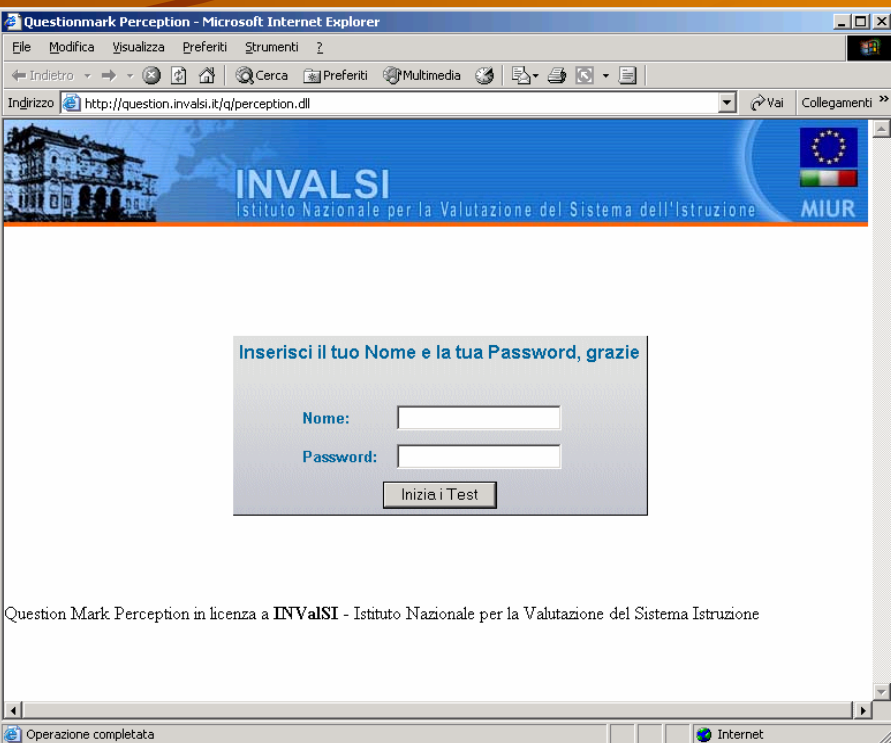 Questionmark Perception - Microsoft Internet Explorer
File Modifica Visualizza Preferiti Strumenti ?
Indietro Cerca Preferiti Multimedia
Indirizzo http://question.invalsi.it/q/perception.dll Vai Collegamenti »
INVALSI
Istituto Nazionale per la Valutazione del Sistema dell'Istruzione
MIUR
Inserisci il tuo Nome e la tua Password, grazie
Nome:
Password:
Inizia i Test
Question Mark Perception in licenza a INValSI - Istituto Nazionale per la Valutazione del Sistema Istruzione
Operazione completata Internet